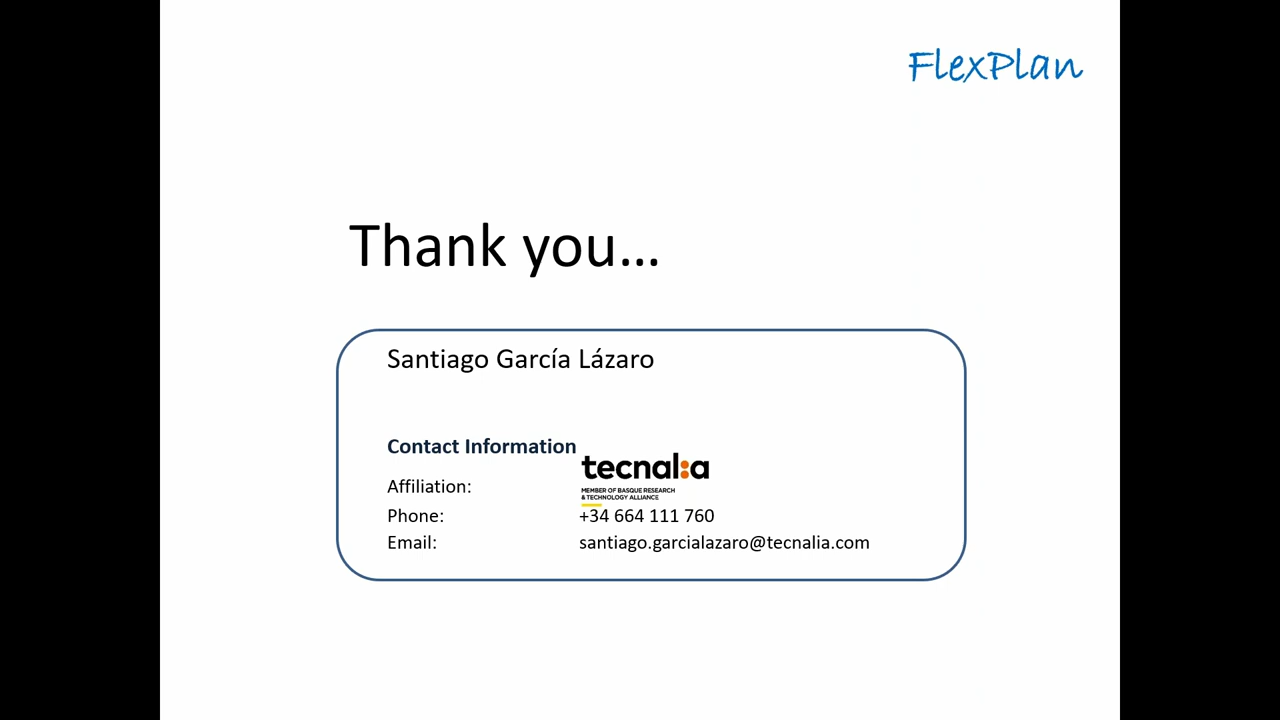 FlexPlan
Thank you...
Santiago García Lázaro
Contact Information
tecnal:a
MEMBER OF BASQUE RESEARCH
& TECHNOLOGY ALLIANCE
Affiliation:
Phone: +34 664 111 760
Email: santiago.garcialazaro@tecnalia.com